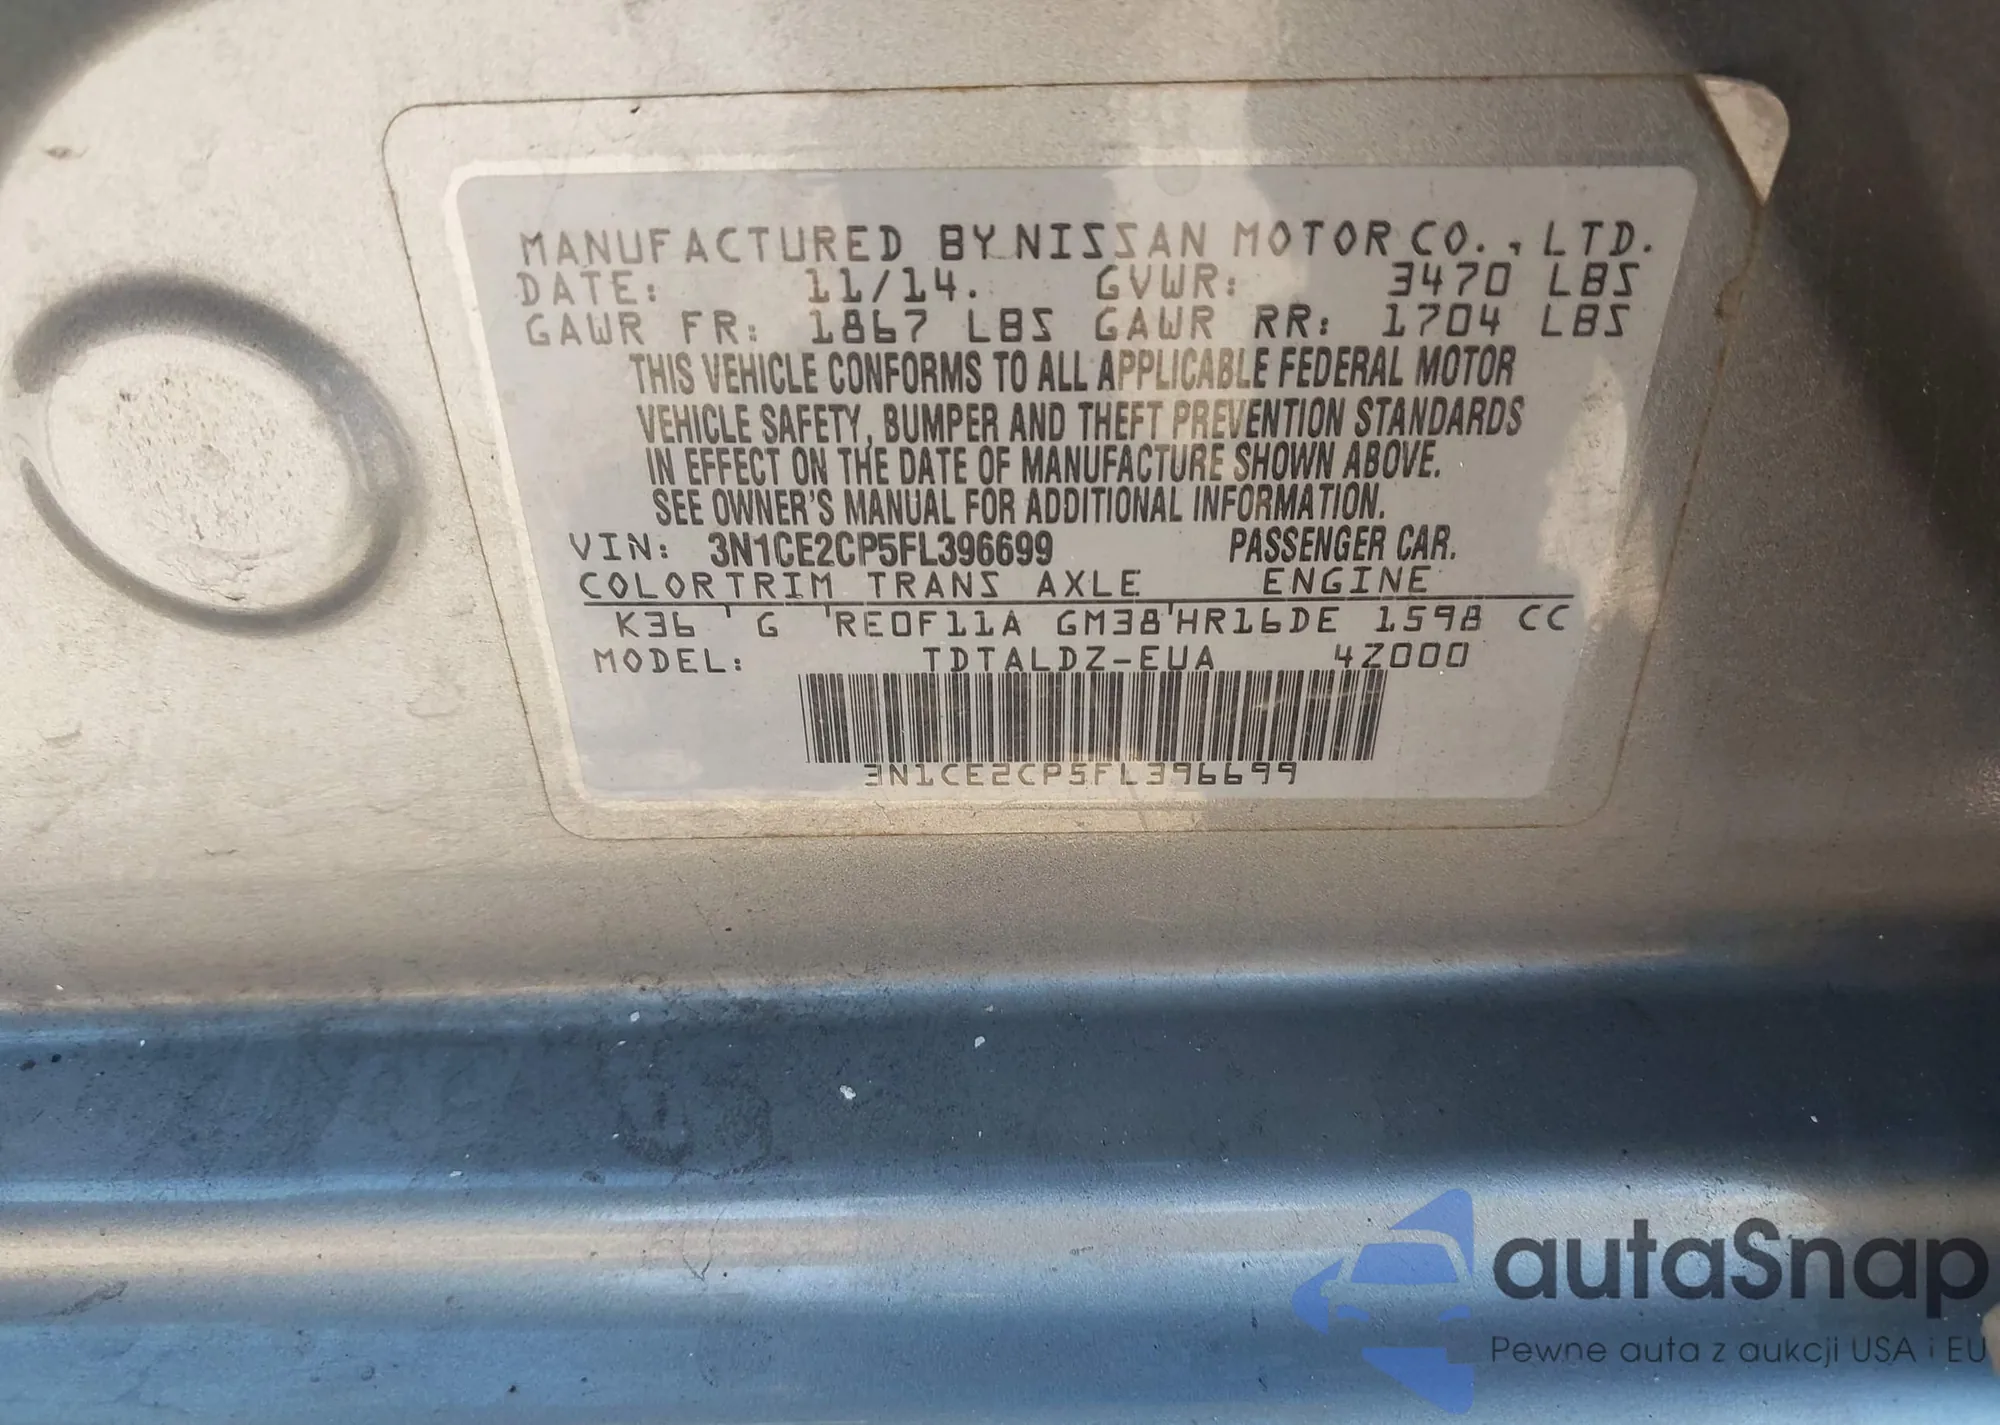 MANUFACTURED BY NISSAN MOTOR CO., LTD.
DATE: 11/14. GVWR: 3470 LBS
GAWR FR: 1867 LBS GAWR RR: 1704 LBS
THIS VEHICLE CONFORMS TO ALL APPLICABLE FEDERAL MOTOR
VEHICLE SAFETY, BUMPER AND THEFT PREVENTION STANDARDS
IN EFFECT ON THE DATE OF MANUFACTURE SHOWN ABOVE.
SEE OWNER'S MANUAL FOR ADDITIONAL INFORMATION.
VIN: 3N1CE2CP5FL396699 PASSENGER CAR.
COLOR TRIM TRANS AXLE ENGINE
K36 G RE0F11A GM38 HR16DE 1598 CC
MODEL: TDTALDZ-EUA 4Z000
3N1CE2CP5FL396699
autaSnap
Pewne auta z aukcji USA i EU